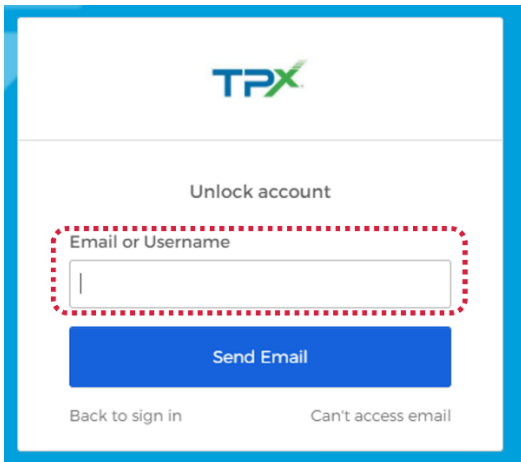 TPX
Unlock account
Email or Username
Send Email
Back to sign in
Can't access email